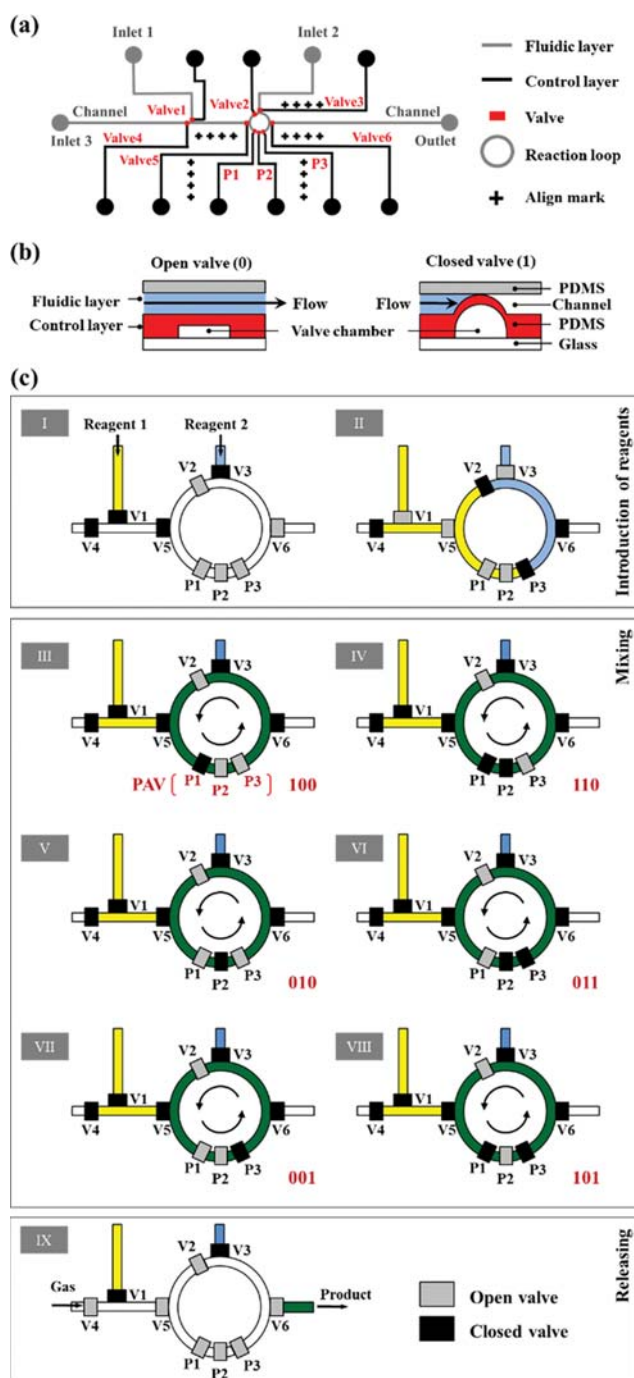 (a)
Inlet 1
Inlet 2
Fluidic layer
Control layer
Valve
Reaction loop
Align mark
Channel
Valve1
Valve2
Valve3
Channel
Inlet 3
Valve4
Valve6
Outlet
Valve5
P1
P2
P3
(b)
Open valve (0)
Closed valve (1)
Fluidic layer
Flow
Flow
PDMS
Channel
Control layer
Valve chamber
PDMS
Glass
(c)
I
Reagent 1
Reagent 2
V2
V3
V1
V4
V5
V6
P1
P2
P3
II
V2
V3
V1
V4
V5
V6
P1
P2
P3
Introduction of reagents
III
V2
V3
V1
V4
V5
V6
PAV ( P1 P2 P3 ) 100
IV
V2
V3
V1
V4
V5
V6
P1
P2
P3
110
Mixing
V
V2
V3
V1
V4
V5
V6
P1
P2
P3
010
VI
V2
V3
V1
V4
V5
V6
P1
P2
P3
011
VII
V2
V3
V1
V4
V5
V6
P1
P2
P3
001
VIII
V2
V3
V1
V4
V5
V6
P1
P2
P3
101
IX
V2
V3
Gas
V1
Product
V4
V5
V6
P1
P2
P3
Open valve
Closed valve
Releasing